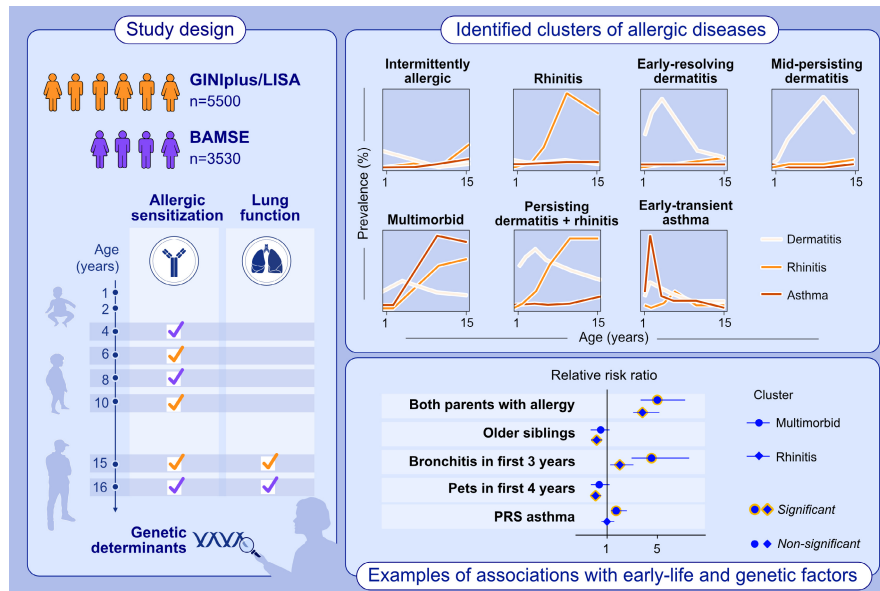 Study design
GINIplus/LISA
n=5500
BAMSE
n=3530
Allergic
sensitization
Lung
function
Age
(years)
1
2
4
6
8
10
15
16
Genetic
determinants
Identified clusters of allergic diseases
Prevalence (%)
Intermittently
allergic
1 15
Rhinitis
1 15
Early-resolving
dermatitis
1 15
Mid-persisting
dermatitis
1 15
Multimorbid
1 15
Persisting
dermatitis + rhinitis
1 15
Early-transient
asthma
1 15
Dermatitis
Rhinitis
Asthma
Age (years)
Relative risk ratio
Both parents with allergy
Older siblings
Bronchitis in first 3 years
Pets in first 4 years
PRS asthma
1 5
Cluster
Multimorbid
Rhinitis
Significant
Non-significant
Examples of associations with early-life and genetic factors